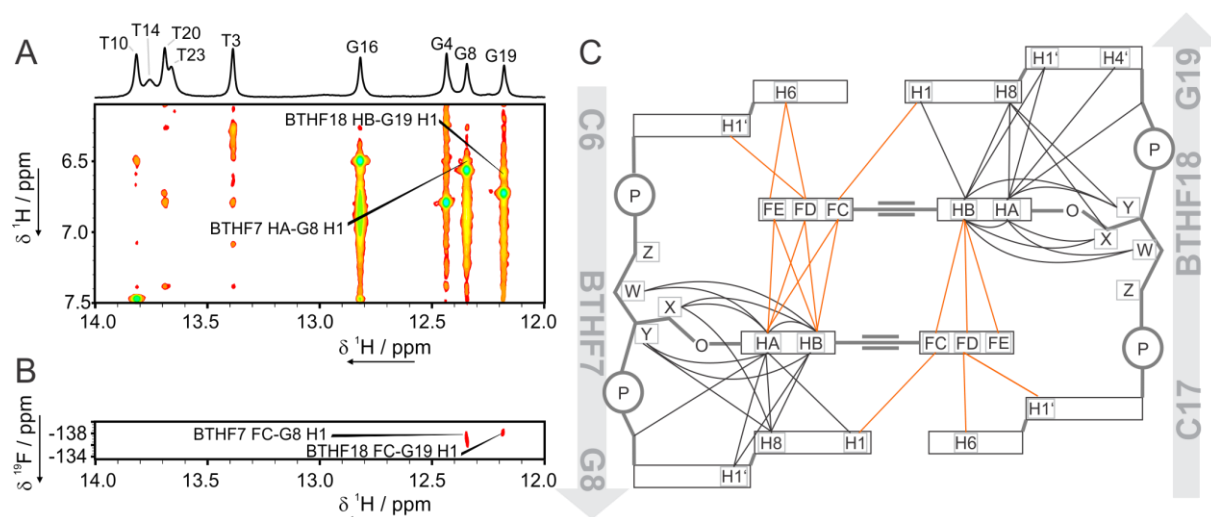 A
T10
T14
T20
T23
T3
G16
G4
G8
G19
BTHF18 HB-G19 H1
BTHF7 HA-G8 H1
6.5
7.0
7.5
δ ¹H / ppm
14.0 13.5 13.0 12.5 12.0
δ ¹H / ppm
B
BTHF7 FC-G8 H1
BTHF18 FC-G19 H1
-138
-134
δ ¹⁹F / ppm
14.0 13.5 13.0 12.5 12.0
δ ¹H / ppm
C
C6
BTHF7
G8
G19
BTHF18
C17
H6
H1'
H1
H8
H1'
H4'
P
P
FE FD FC
HB HA
O
Y
X
W
Z
Z
W
X
Y
O
HA HB
FC FD FE
P
P
H8
H1
H1'
H6
H1'